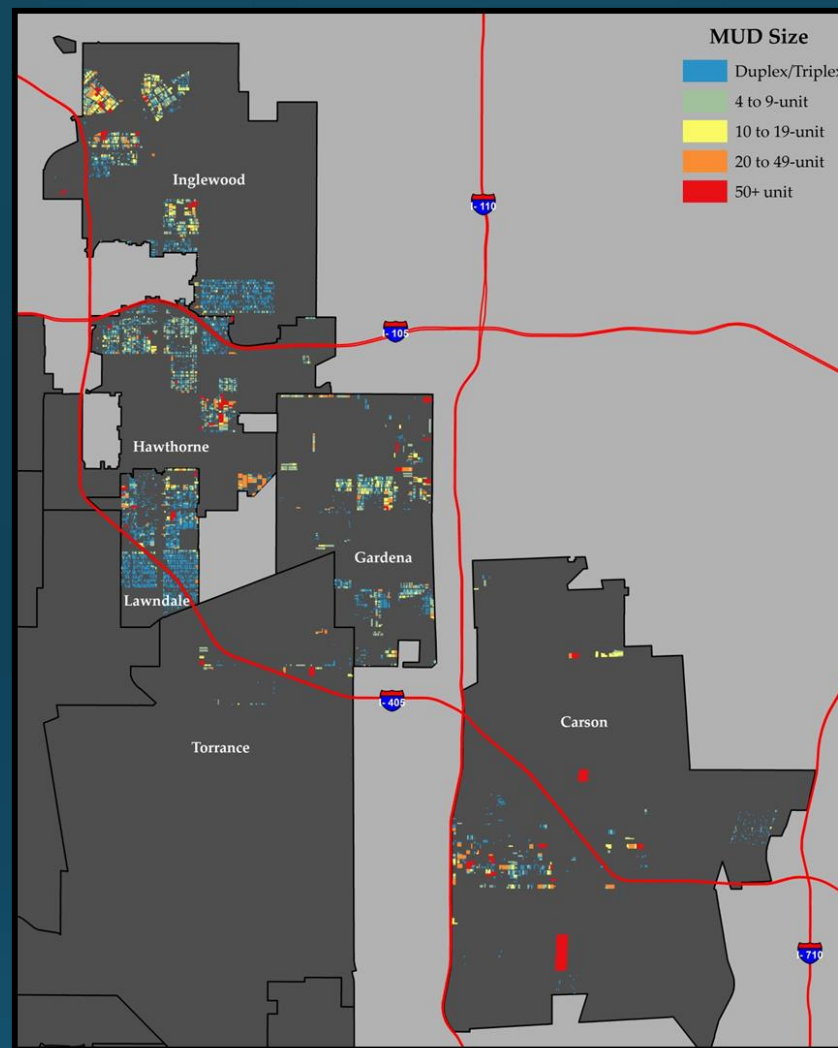 MUD Size
Duplex/Triplex
4 to 9-unit
10 to 19-unit
20 to 49-unit
50+ unit
Inglewood
I-110
I-105
Hawthorne
Gardena
Lawndale
I-405
Torrance
Carson
I-710